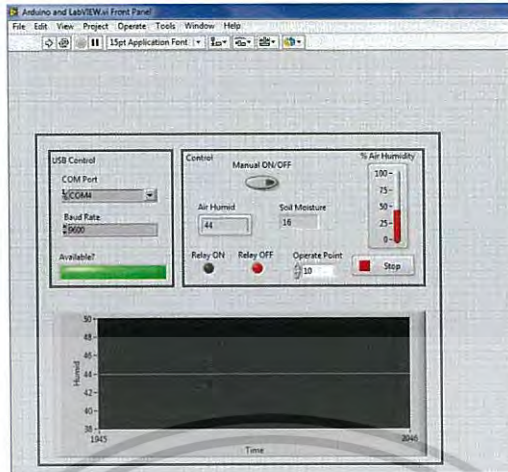 Arduino and LabVIEW.vi Front Panel
File Edit View Project Operate Tools Window Help
15pt Application Font
USB Control
COM Port
COM4
Baud Rate
9600
Available?
Control
Manual ON/OFF
% Air Humidity
100-
75-
50-
25-
0-
Air Humid
44
Soil Moisture
16
Relay ON
Relay OFF
Operate Point
10
Stop
50-
48-
46-
44-
42-
40-
38-
Humid
1945
2046
Time